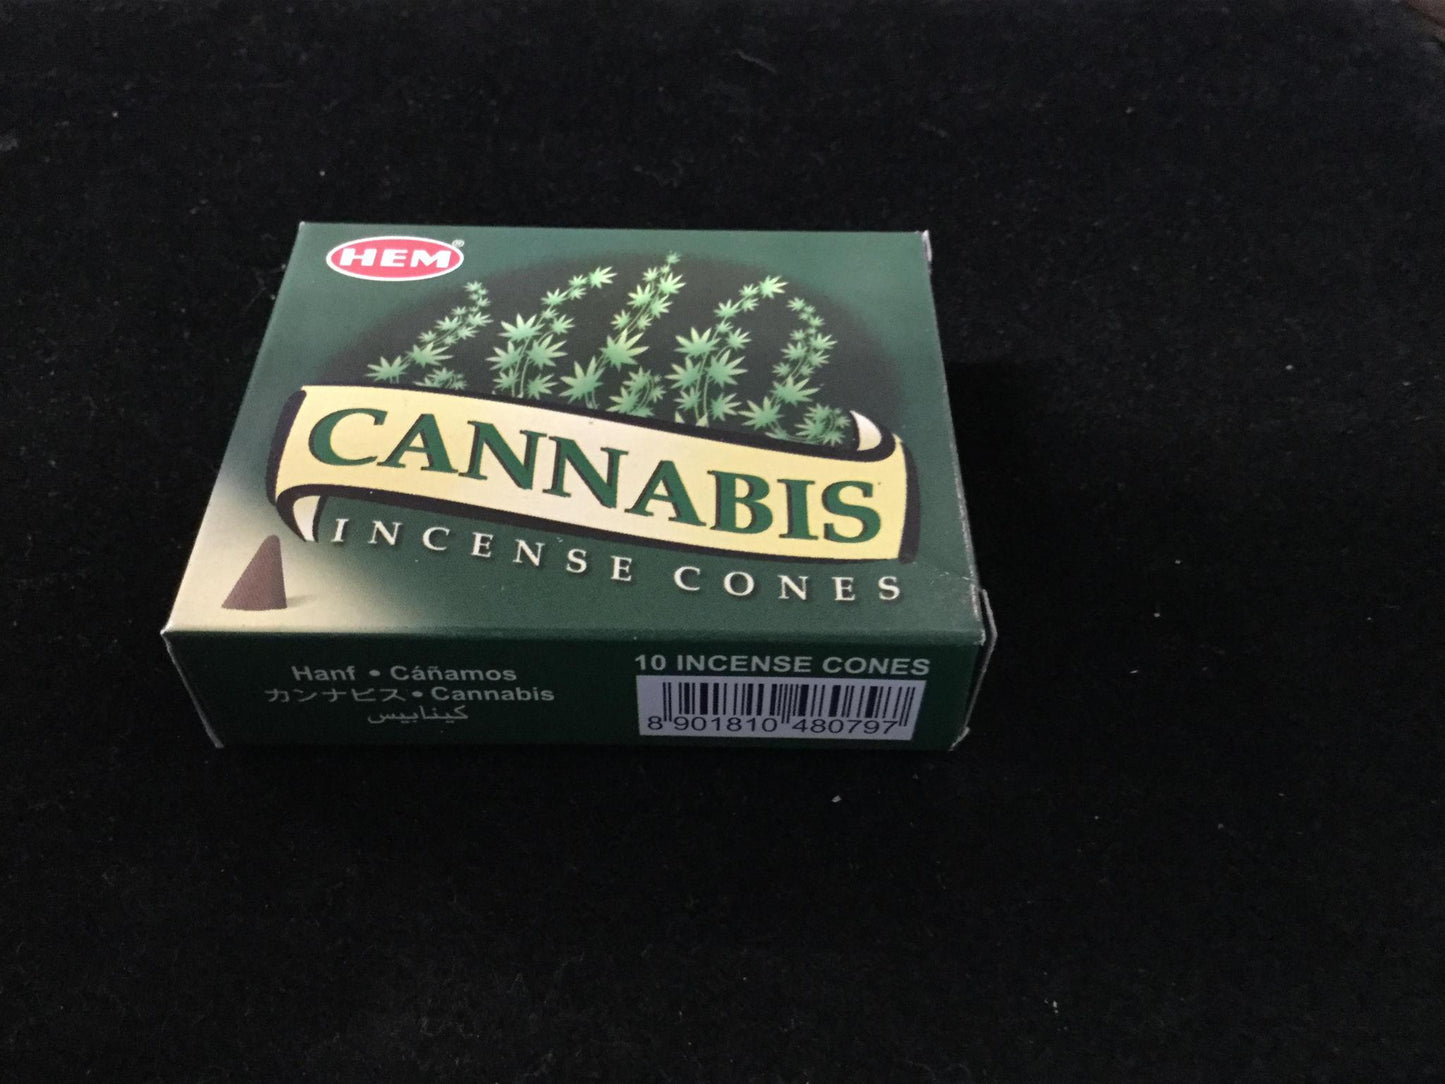 HEM®
CANNABIS
INCENSE CONES
Hanf • Cáñamos
カンナビス • Cannabis
كينابيس
10 INCENSE CONES
8 901810 480797